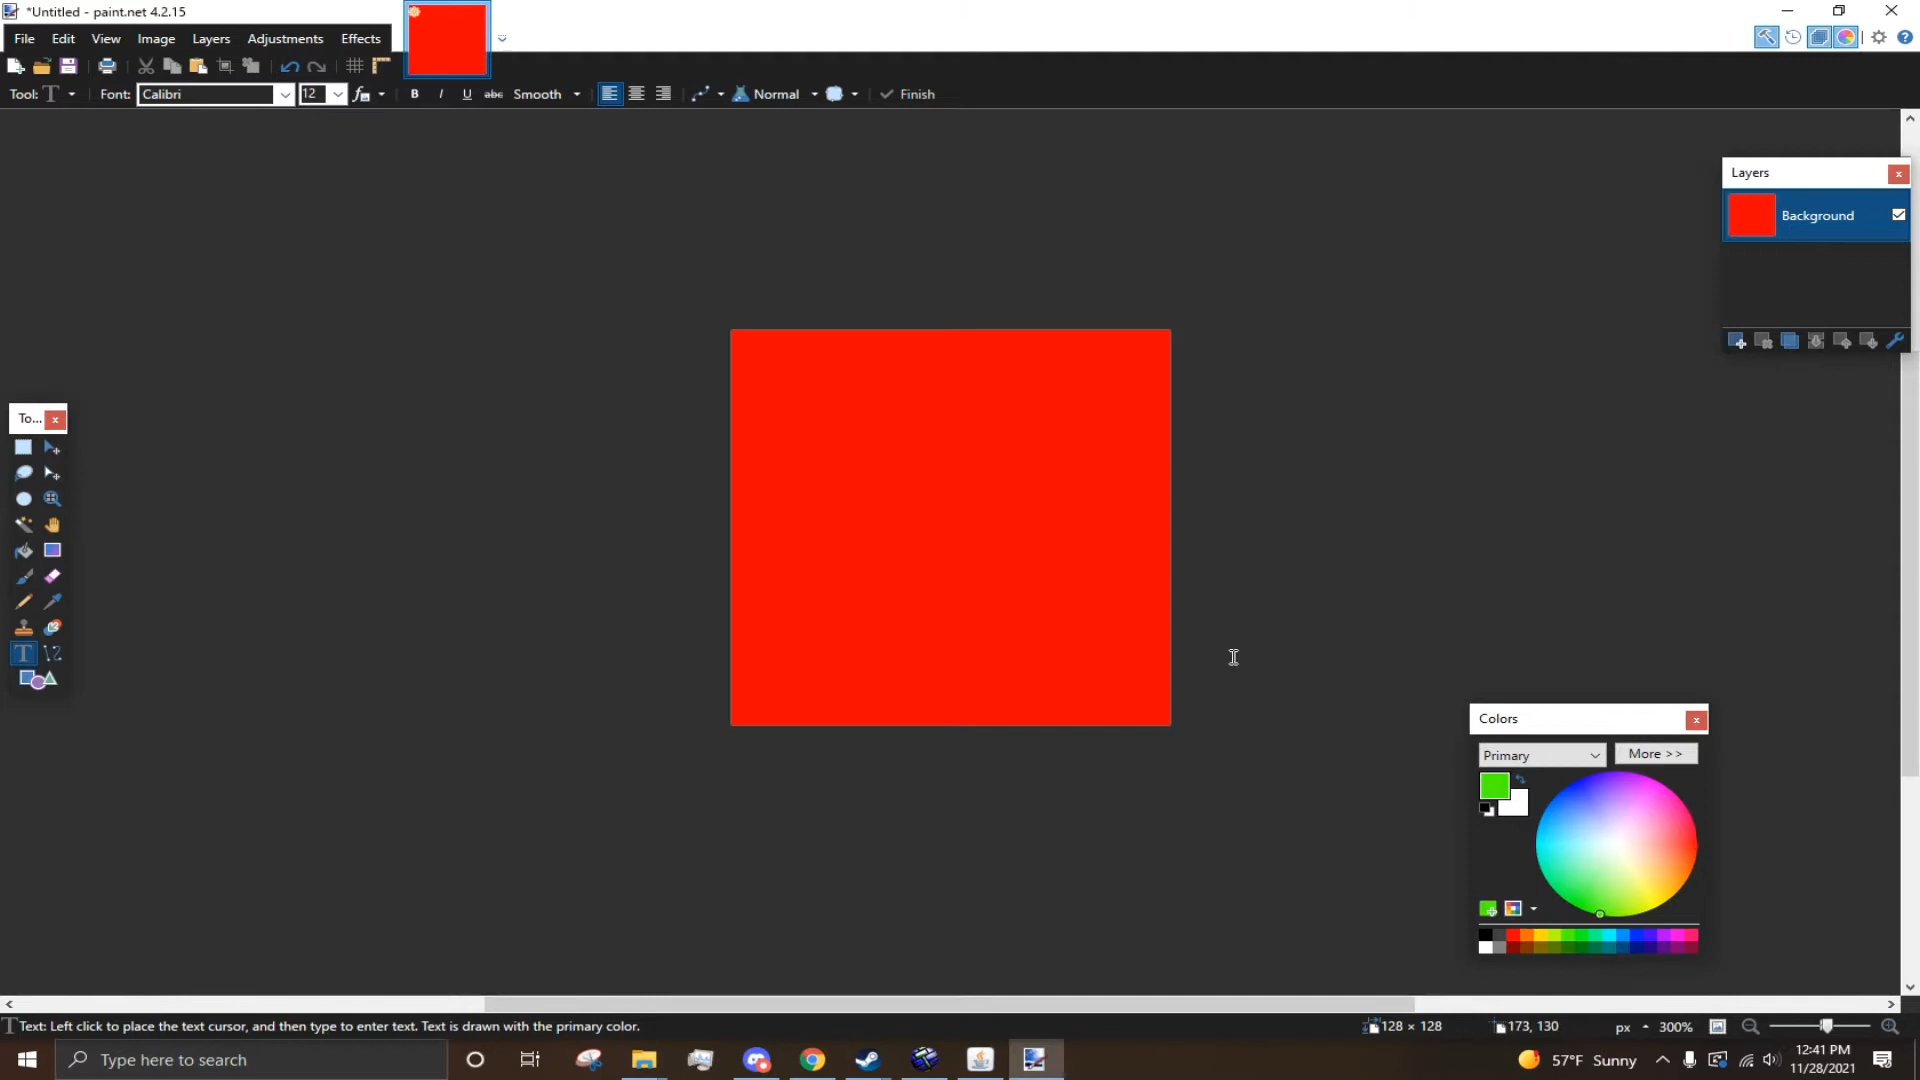 *Untitled - paint.net 4.2.15
File Edit View Image Layers Adjustments Effects
Tool: Font: Calibri 12 B I U abc Smooth Normal Finish
Layers
Background
To...
Colors
Primary More >>
Text: Left click to place the text cursor, and then type to enter text. Text is drawn with the primary color. 128 × 128 173, 130 px 300%
Type here to search
57°F Sunny
12:41 PM
11/28/2021